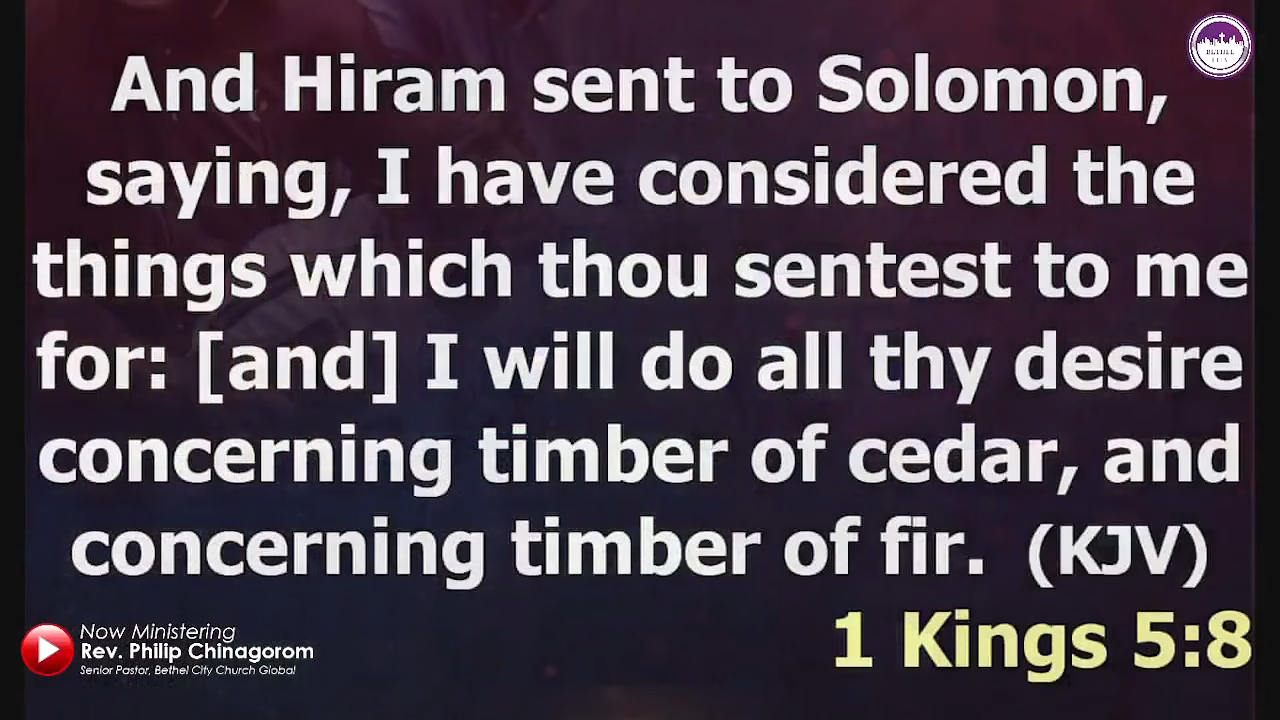 BETHEL
CITY
And Hiram sent to Solomon,
saying, I have considered the
things which thou sentest to me
for: [and] I will do all thy desire
concerning timber of cedar, and
concerning timber of fir. (KJV)
1 Kings 5:8
Now Ministering
Rev. Philip Chinagorom
Senior Pastor, Bethel City Church Global